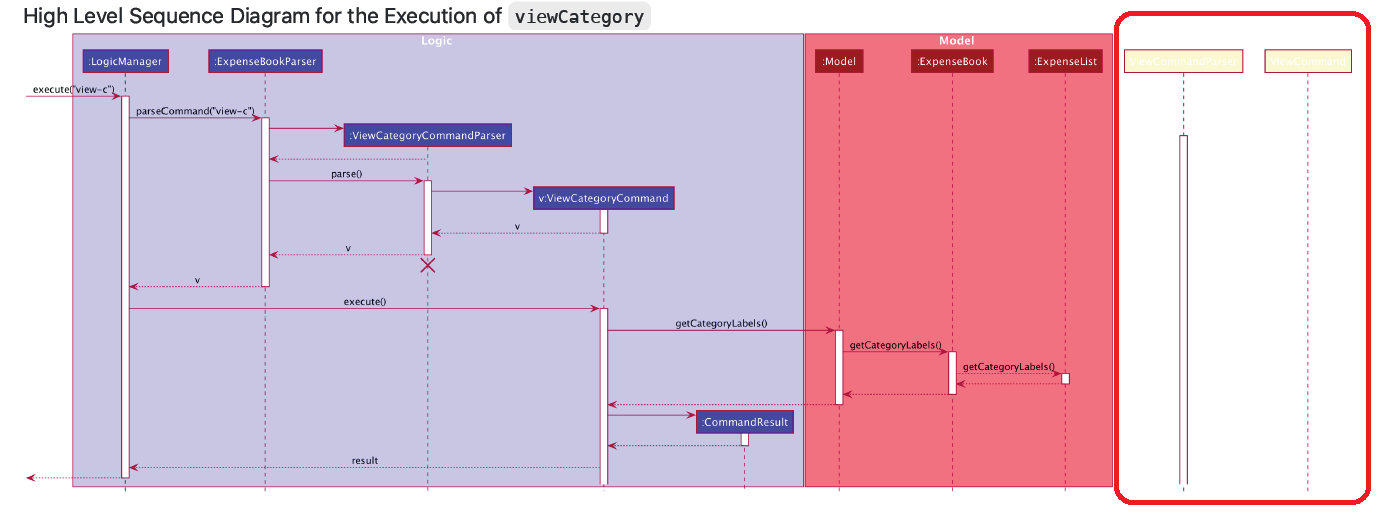 High Level Sequence Diagram for the Execution of viewCategory
Logic
Model
:LogicManager
:ExpenseBookParser
:Model
:ExpenseBook
:ExpenseList
ViewCommandParser
ViewCommand
execute("view-c")
parseCommand("view-c")
:ViewCategoryCommandParser
parse()
v:ViewCategoryCommand
v
v
v
execute()
getCategoryLabels()
getCategoryLabels()
getCategoryLabels()
:CommandResult
result